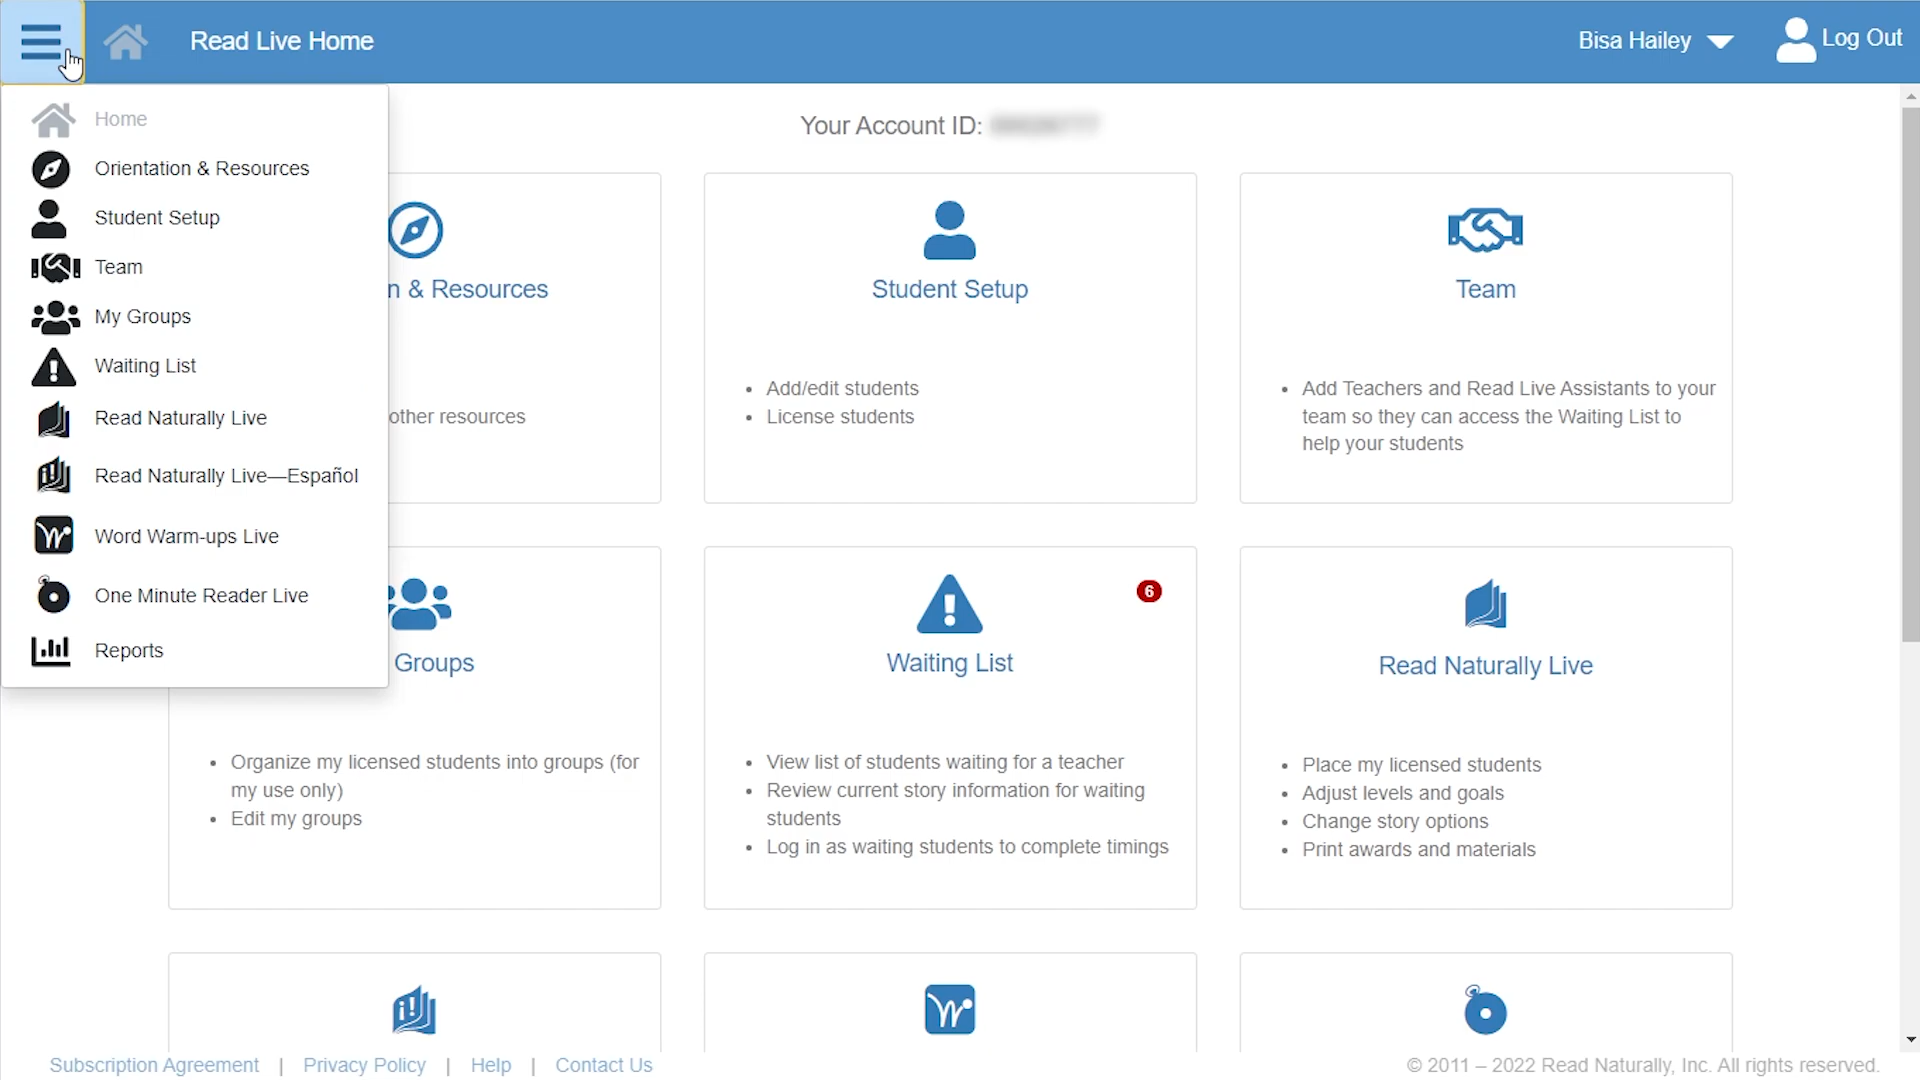 Read Live Home
Bisa Hailey
Log Out
Home
Orientation & Resources
Student Setup
Team
My Groups
Waiting List
Read Naturally Live
Read Naturally Live—Español
Word Warm-ups Live
One Minute Reader Live
Reports
Your Account ID:
n & Resources
other resources
Student Setup
Add/edit students
License students
Team
Add Teachers and Read Live Assistants to your
team so they can access the Waiting List to
help your students
Groups
Organize my licensed students into groups (for
my use only)
Edit my groups
6
Waiting List
View list of students waiting for a teacher
Review current story information for waiting
students
Log in as waiting students to complete timings
Read Naturally Live
Place my licensed students
Adjust levels and goals
Change story options
Print awards and materials
Subscription Agreement | Privacy Policy | Help | Contact Us
© 2011 – 2022 Read Naturally, Inc. All rights reserved.